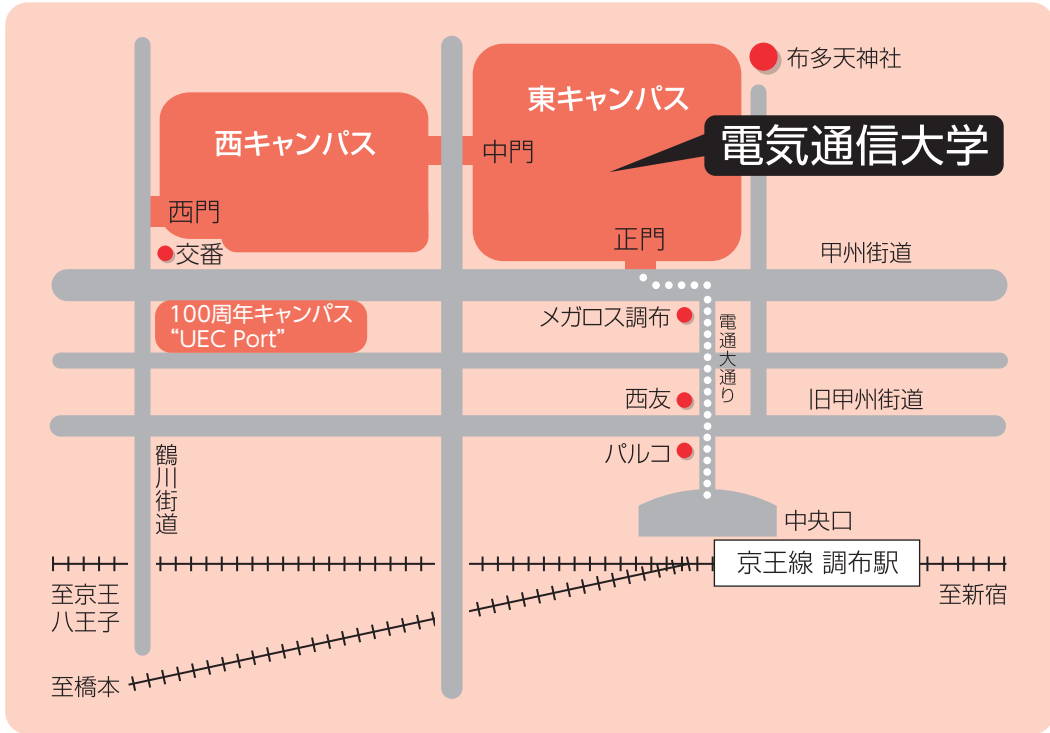 布多天神社
東キャンパス
西キャンパス
電気通信大学
中門
西門
正門
交番
甲州街道
100周年キャンパス
“UEC Port”
メガロス調布
電通大通り
西友
旧甲州街道
パルコ
鶴川街道
中央口
京王線 調布駅
至京王
八王子
至新宿
至橋本